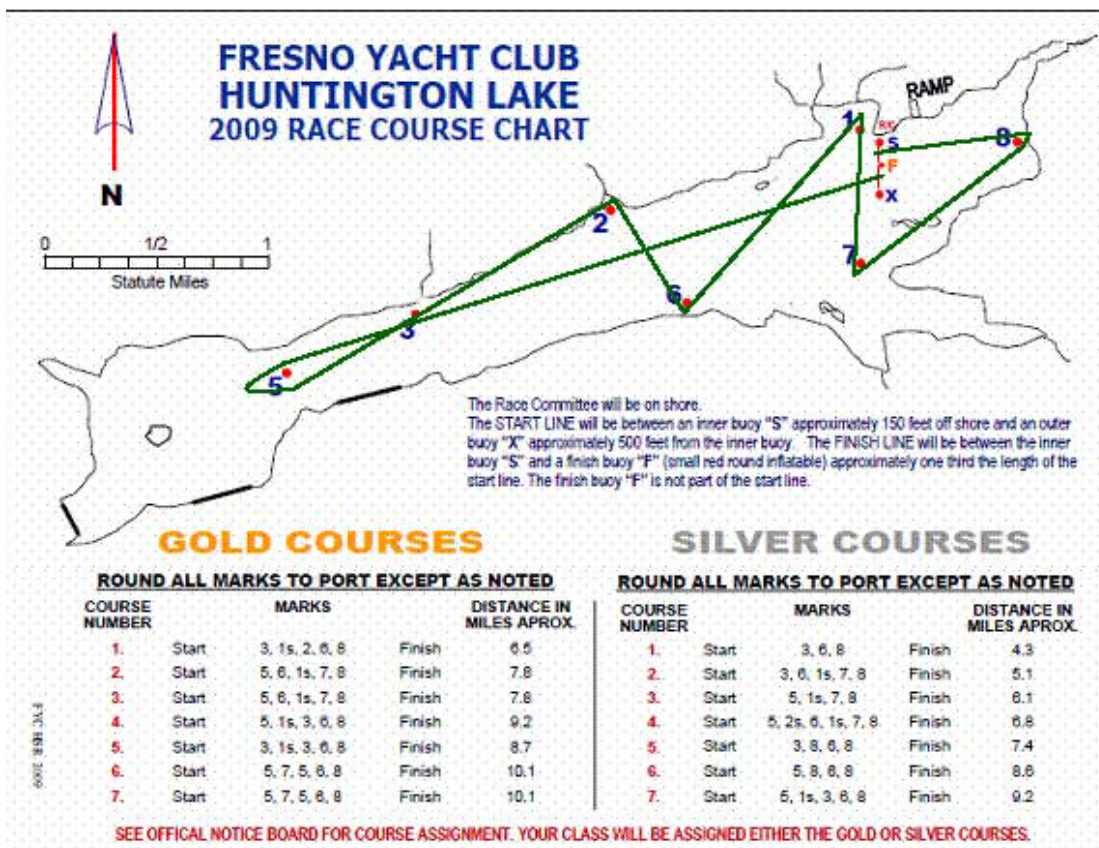 FRESNO YACHT CLUB
HUNTINGTON LAKE
2009 RACE COURSE CHART
N
0 1/2 1
Statute Miles
RAMP
R/C
1
S
8
F
X
2
7
6
3
5
The Race Committee will be on shore.
The START LINE will be between an inner buoy “S” approximately 150 feet off shore and an outer
buoy “X” approximately 500 feet from the inner buoy. The FINISH LINE will be between the inner
buoy “S” and a finish buoy “F” (small red round inflatable) approximately one third the length of the
start line. The finish buoy “F” is not part of the start line.
GOLD COURSES
ROUND ALL MARKS TO PORT EXCEPT AS NOTED
COURSE NUMBER MARKS DISTANCE IN MILES APROX.
1. Start 3, 1s, 2, 6, 8 Finish 6.5
2. Start 5, 6, 1s, 7, 8 Finish 7.8
3. Start 5, 6, 1s, 7, 8 Finish 7.8
4. Start 5, 1s, 3, 6, 8 Finish 9.2
5. Start 3, 1s, 3, 6, 8 Finish 8.7
6. Start 5, 7, 5, 6, 8 Finish 10.1
7. Start 5, 7, 5, 6, 8 Finish 10.1
SILVER COURSES
ROUND ALL MARKS TO PORT EXCEPT AS NOTED
COURSE NUMBER MARKS DISTANCE IN MILES APROX.
1. Start 3, 6, 8 Finish 4.3
2. Start 3, 6, 1s, 7, 8 Finish 5.1
3. Start 5, 1s, 7, 8 Finish 6.1
4. Start 5, 2s, 6, 1s, 7, 8 Finish 6.8
5. Start 3, 8, 6, 8 Finish 7.4
6. Start 5, 8, 6, 8 Finish 8.6
7. Start 5, 1s, 3, 6, 8 Finish 9.2
FYC 2009
SEE OFFICAL NOTICE BOARD FOR COURSE ASSIGNMENT. YOUR CLASS WILL BE ASSIGNED EITHER THE GOLD OR SILVER COURSES.